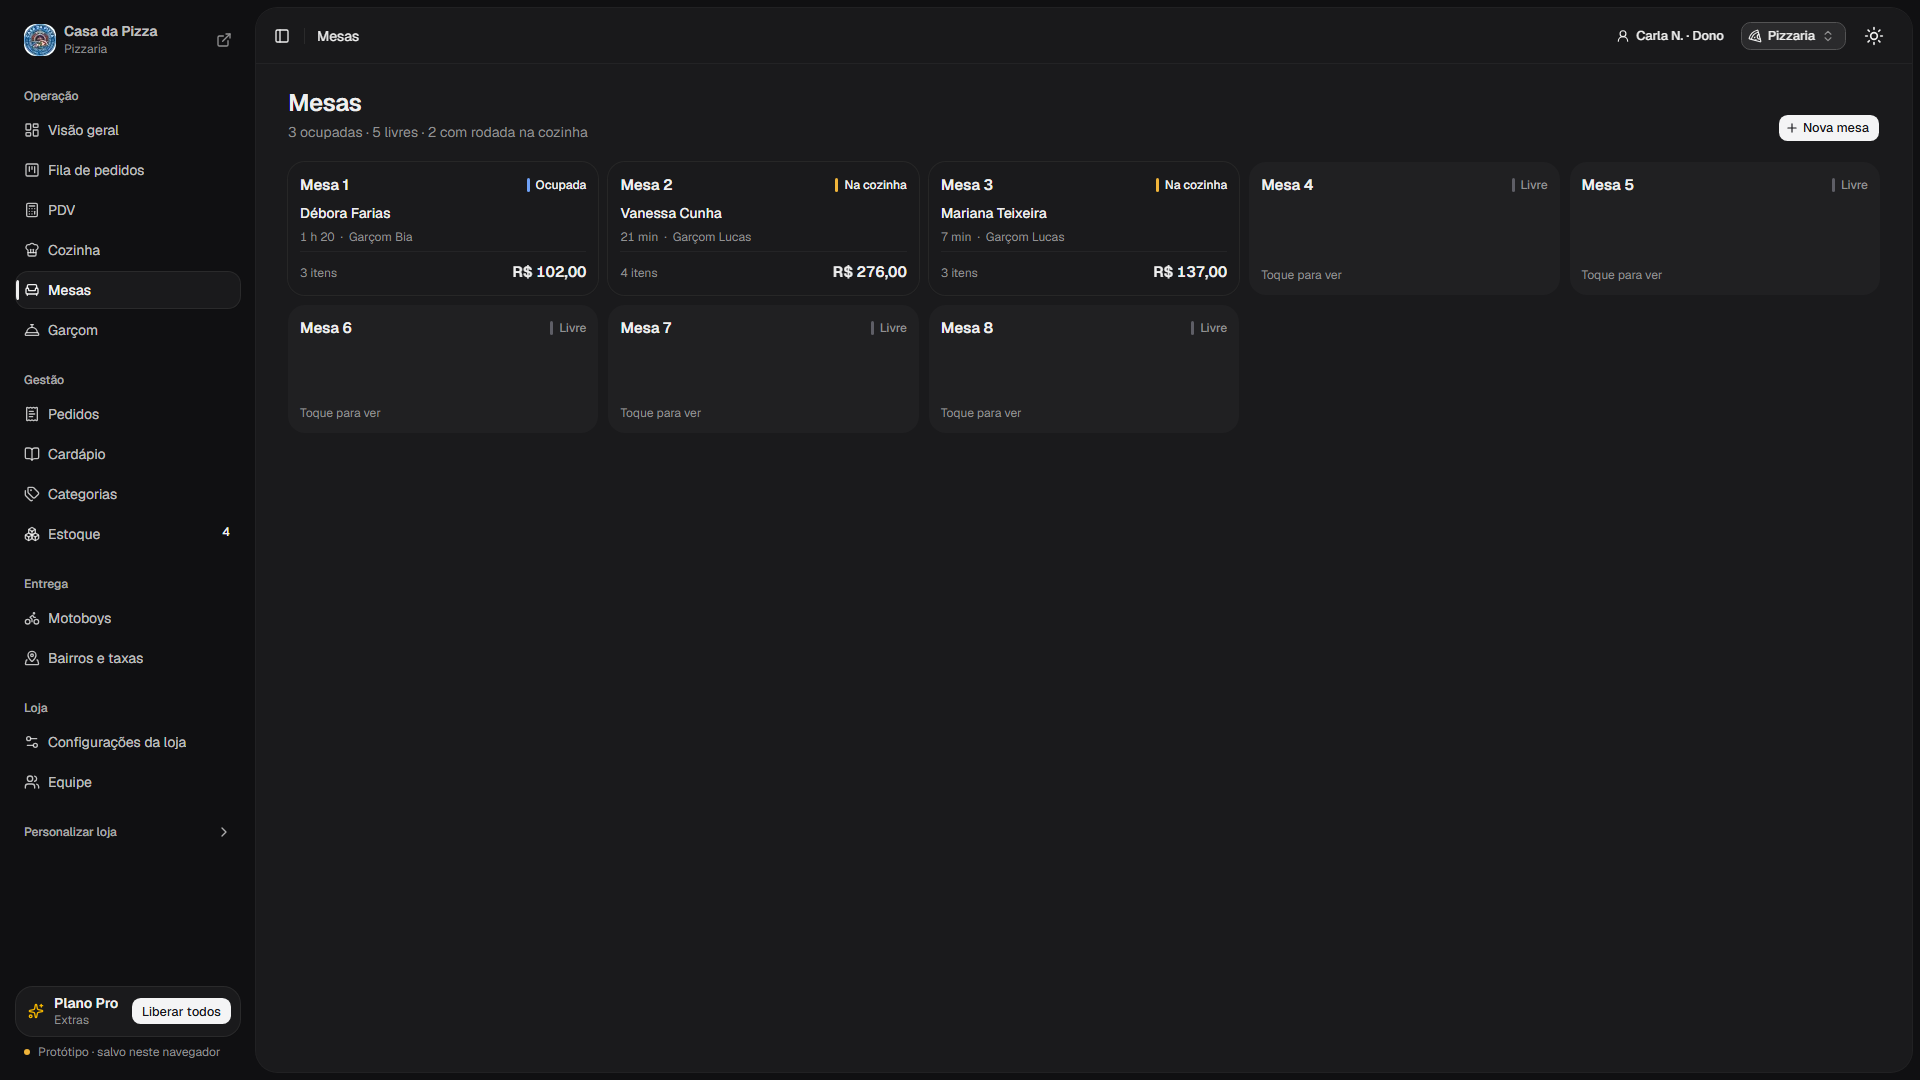 Casa da Pizza
Pizzaria
Operação
Visão geral
Fila de pedidos
PDV
Cozinha
Mesas
Garçom
Gestão
Pedidos
Cardápio
Categorias
Estoque 4
Entrega
Motoboys
Bairros e taxas
Loja
Configurações da loja
Equipe
Personalizar loja
Plano Pro
Extras
Liberar todos
Protótipo · salvo neste navegador
Mesas
Carla N. · Dono
Pizzaria
Mesas
3 ocupadas · 5 livres · 2 com rodada na cozinha
+ Nova mesa
Mesa 1 Ocupada
Débora Farias
1 h 20 · Garçom Bia
3 itens R$ 102,00
Mesa 2 Na cozinha
Vanessa Cunha
21 min · Garçom Lucas
4 itens R$ 276,00
Mesa 3 Na cozinha
Mariana Teixeira
7 min · Garçom Lucas
3 itens R$ 137,00
Mesa 4 Livre
Toque para ver
Mesa 5 Livre
Toque para ver
Mesa 6 Livre
Toque para ver
Mesa 7 Livre
Toque para ver
Mesa 8 Livre
Toque para ver